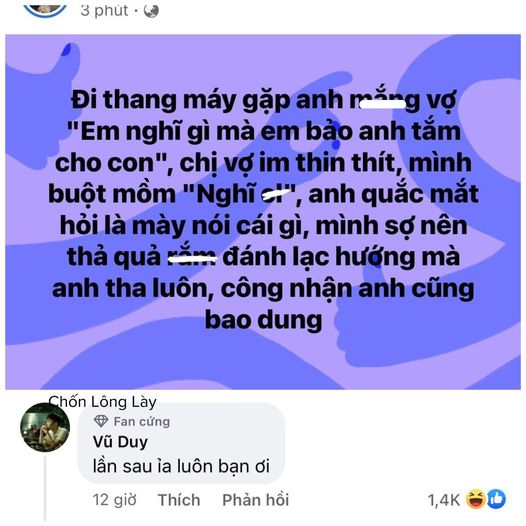 3 phút ·
Đi thang máy gặp anh mắng vợ
"Em nghĩ gì mà em bảo anh tắm
cho con", chị vợ im thin thít, mình
buột mồm "Nghĩ", anh quắc mắt
hỏi là mày nói cái gì, mình sợ nên
thả quả rắm đánh lạc hướng mà
anh tha luôn, công nhận anh cũng
bao dung
Chốn Lông Lày
Fan cứng
Vũ Duy
lần sau ỉa luôn bạn ơi
12 giờ Thích Phản hồi 1,4K